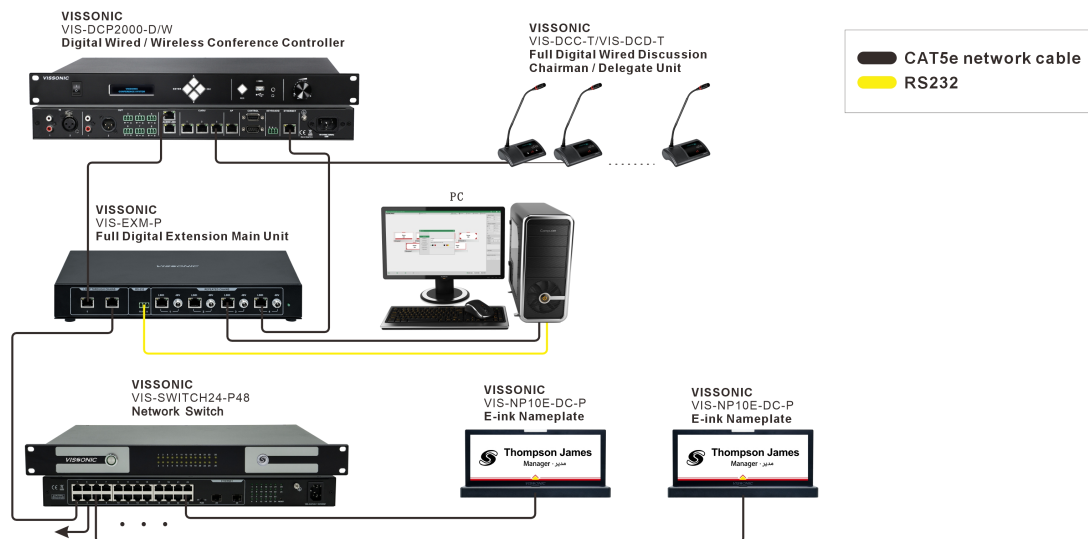 VISSONIC
VIS-DCP2000-D/W
Digital Wired / Wireless Conference Controller
VISSONIC
VIS-DCC-T/VIS-DCD-T
Full Digital Wired Discussion
Chairman / Delegate Unit
CAT5e network cable
RS232
VISSONIC
PC
VISSONIC
VIS-EXM-P
Full Digital Extension Main Unit
VISSONIC
VISSONIC
VIS-SWITCH24-P48
Network Switch
VISSONIC
VISSONIC
VIS-NP10E-DC-P
E-ink Nameplate
Thompson James
Manager · مدير
VISSONIC
VIS-NP10E-DC-P
E-ink Nameplate
Thompson James
Manager · مدير